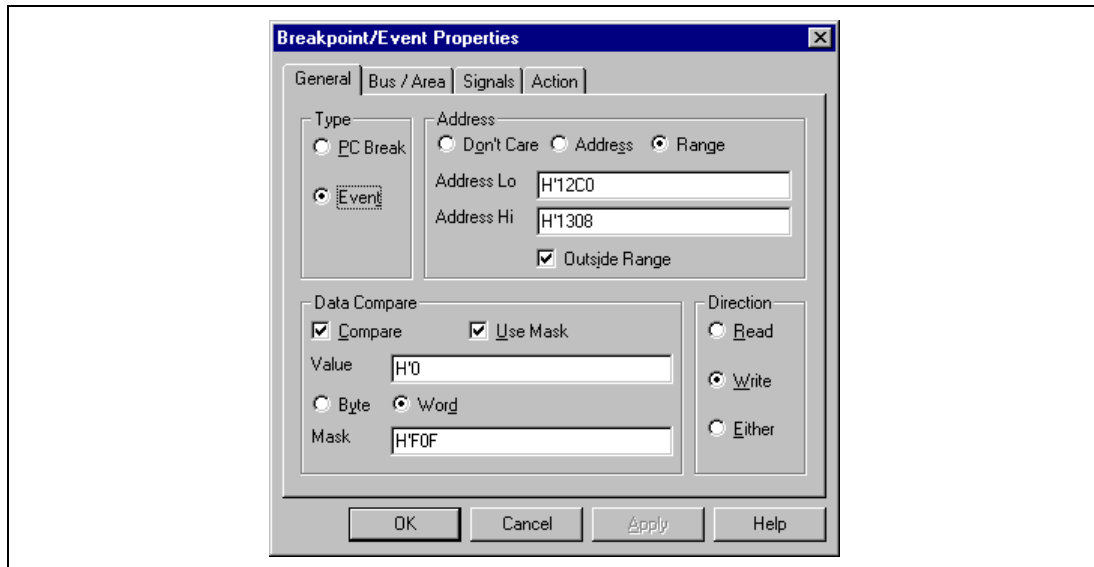 Breakpoint/Event Properties
General Bus / Area Signals Action
Type
PC Break
Event
Address
Don't Care Address Range
Address Lo H'12C0
Address Hi H'1308
Outside Range
Data Compare
Compare Use Mask
Value H'0
Byte Word
Mask H'F0F
Direction
Read
Write
Either
OK Cancel Apply Help